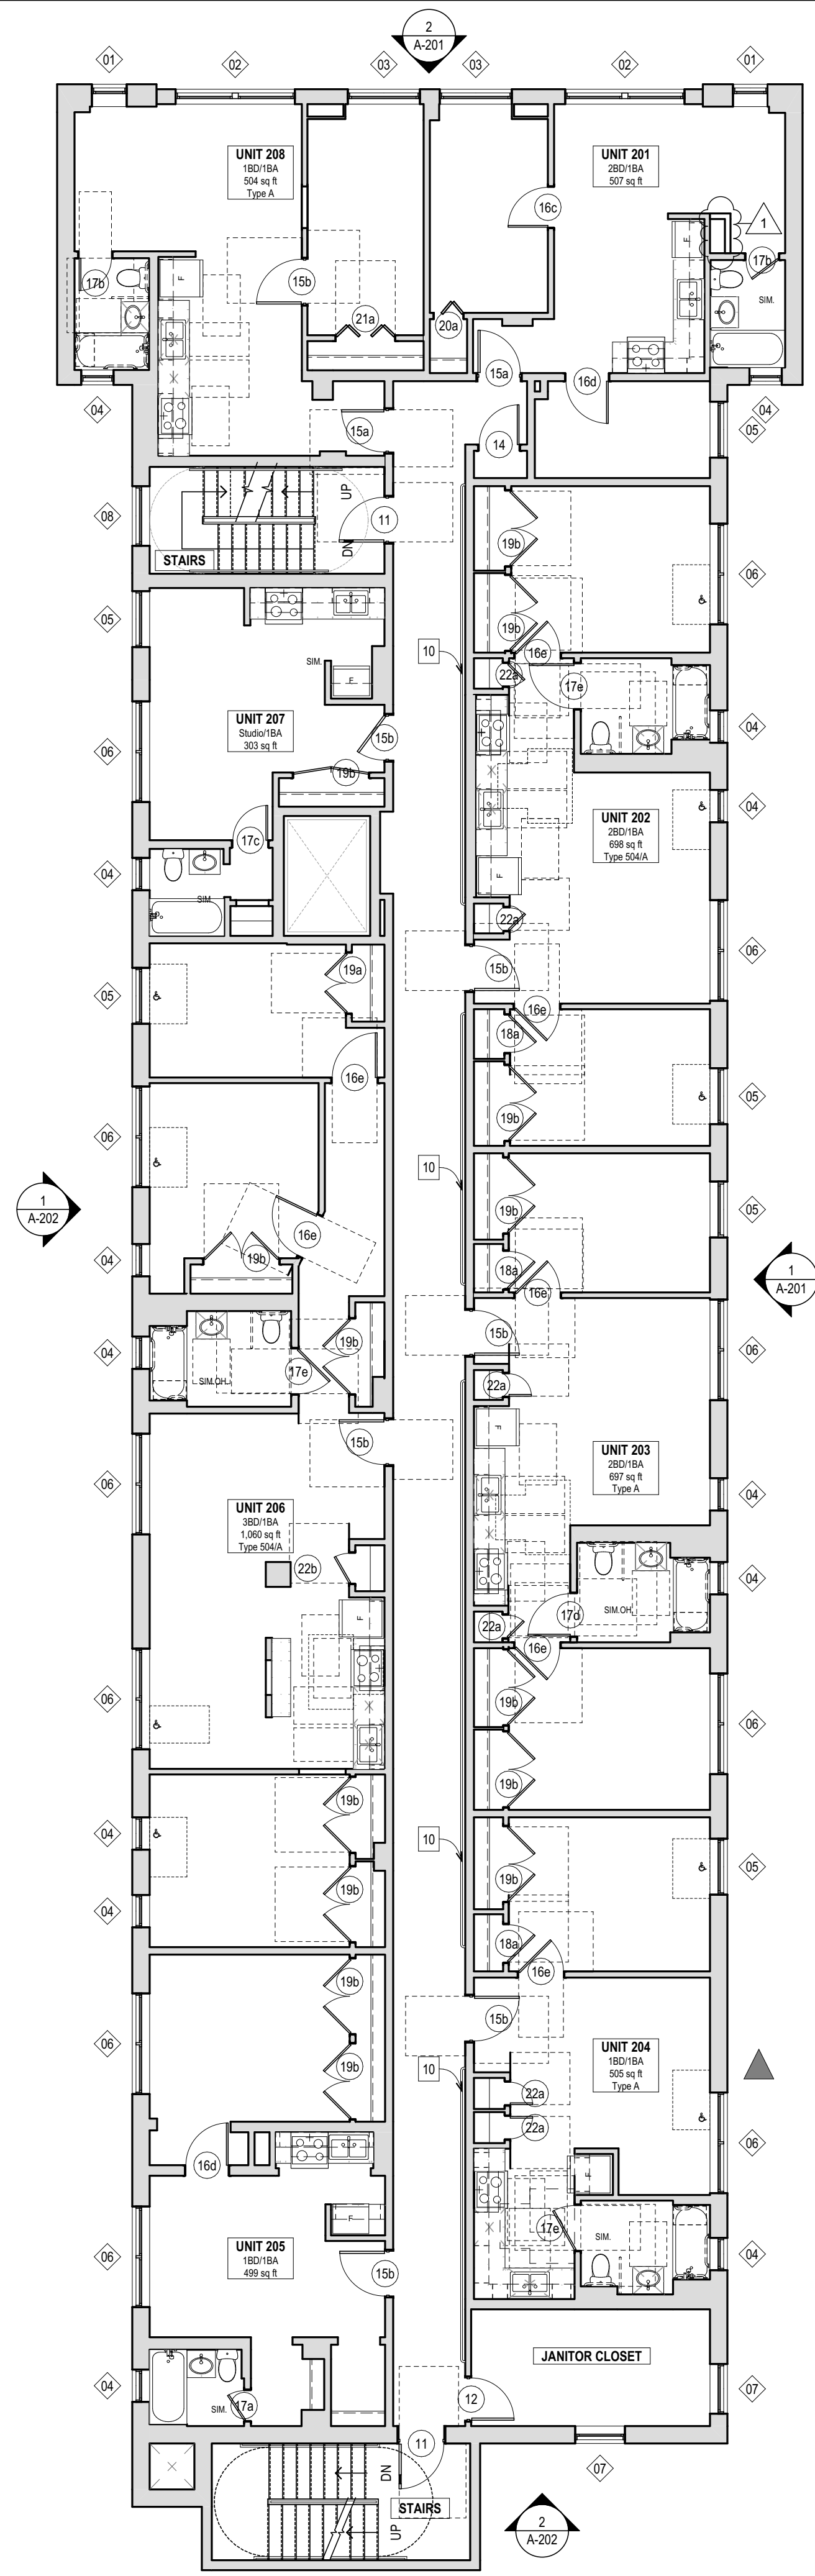 2
A-201
01
02
03
03
02
01
UNIT 208
1BD/1BA
504 sq ft
Type A
UNIT 201
2BD/1BA
507 sq ft
16c
1
F
17b
SIM.
17b
F
15b
21a
20a
15a
16d
04
04
05
15a
14
08
UP
11
DN
STAIRS
19b
06
19b
05
10
16e
SIM.
22a
17e
F
04
UNIT 207
Studio/1BA
303 sq ft
15b
06
19b
UNIT 202
2BD/1BA
698 sq ft
Type 504/A
04
17c
04
SIM.
F
22a
06
19a
15b
05
16e
18a
16e
05
19b
06
10
19b
05
1
A-202
16e
19b
18a
16e
04
1
A-201
04
19b
15b
06
17e
SIM.OH
22a
15b
F
06
UNIT 203
2BD/1BA
697 sq ft
Type A
UNIT 206
3BD/1BA
1,060 sq ft
Type 504/A
04
22b
04
F
17d
SIM.OH
22a
16e
06
19b
06
19b
04
19b
10
05
19b
19b
04
18a
16e
19b
15b
06
UNIT 204
1BD/1BA
505 sq ft
Type A
19b
10
22a
22a
06
16d
F
F
17e
SIM.
UNIT 205
1BD/1BA
499 sq ft
06
15b
04
JANITOR CLOSET
04
SIM.
17a
12
07
11
07
DN
STAIRS
UP
2
A-202